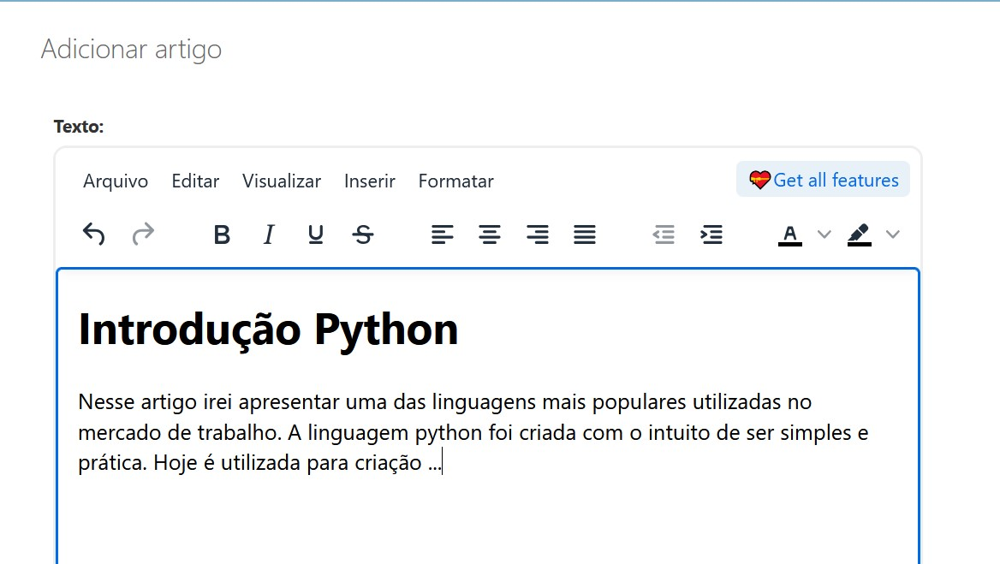 Adicionar artigo
Texto:
Arquivo Editar Visualizar Inserir Formatar Get all features
B I U S A
Introdução Python
Nesse artigo irei apresentar uma das linguagens mais populares utilizadas no
mercado de trabalho. A linguagem python foi criada com o intuito de ser simples e
prática. Hoje é utilizada para criação ...